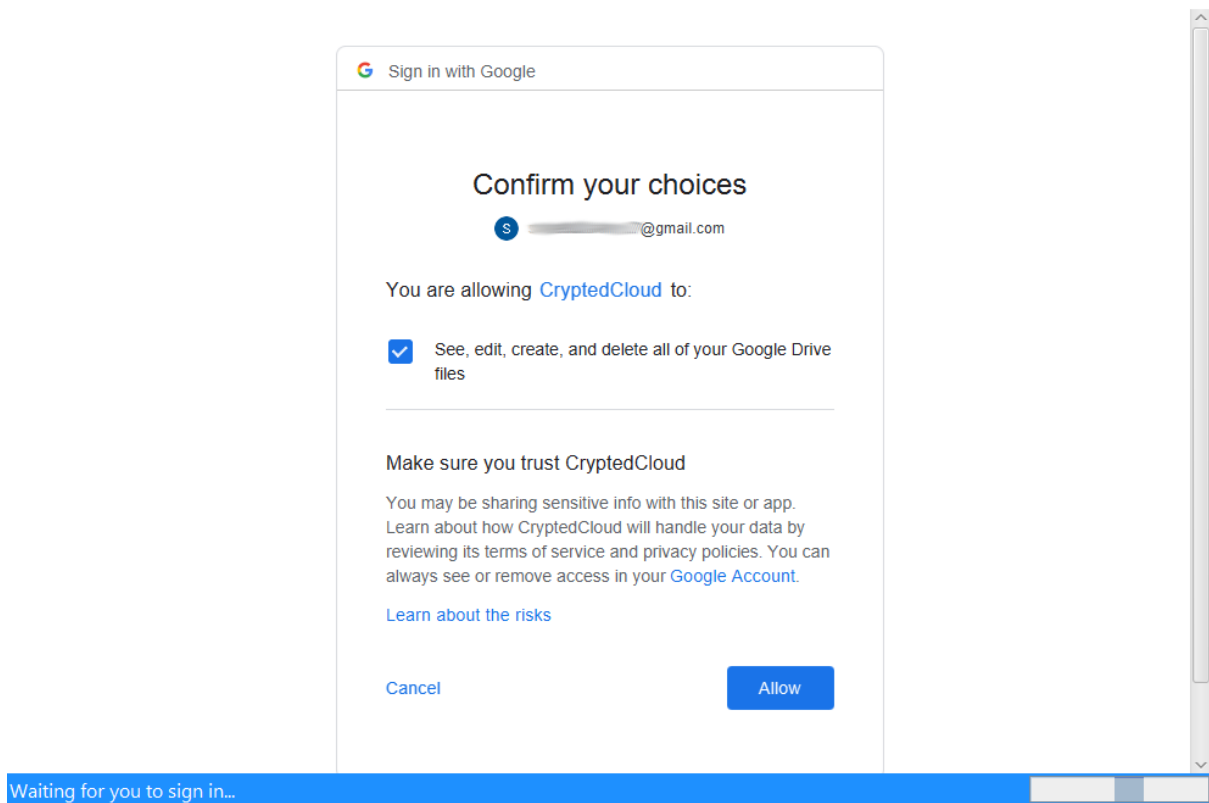 Sign in with Google
Confirm your choices
S @gmail.com
You are allowing CryptedCloud to:
See, edit, create, and delete all of your Google Drive
files
Make sure you trust CryptedCloud
You may be sharing sensitive info with this site or app.
Learn about how CryptedCloud will handle your data by
reviewing its terms of service and privacy policies. You can
always see or remove access in your Google Account.
Learn about the risks
Cancel Allow
Waiting for you to sign in...